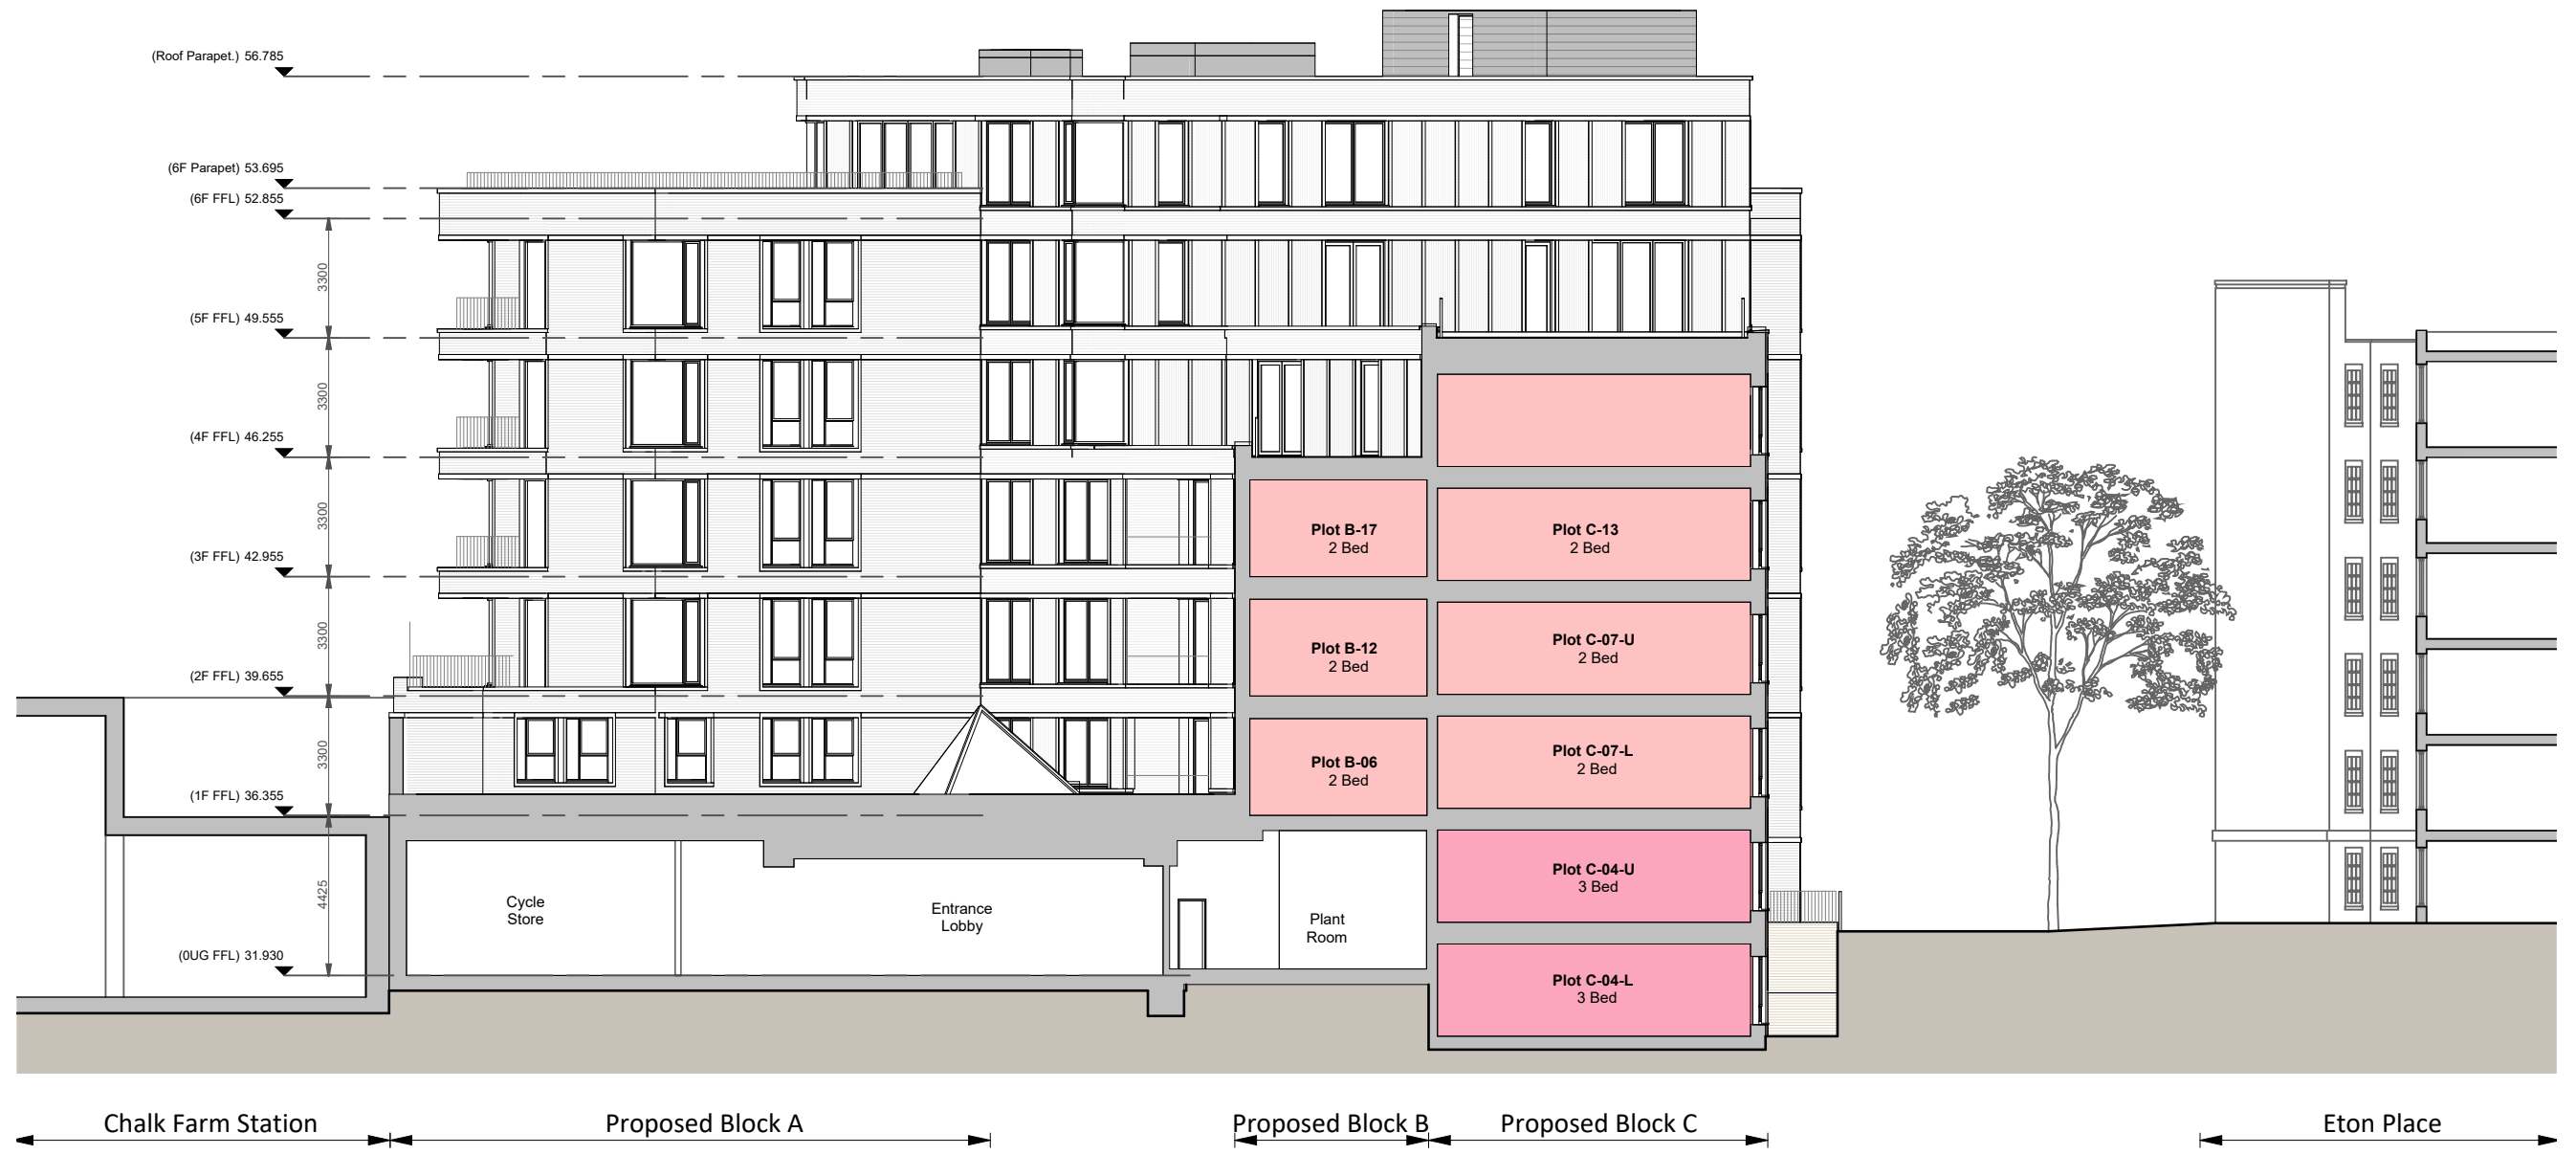 (Roof Parapet.) 56.785
(6F Parapet) 53.695
(6F FFL) 52.855
3300
(5F FFL) 49.555
3300
(4F FFL) 46.255
3300
(3F FFL) 42.955
3300
(2F FFL) 39.655
3300
(1F FFL) 36.355
4425
(0UG FFL) 31.930
Plot B-17
2 Bed
Plot C-13
2 Bed
Plot B-12
2 Bed
Plot C-07-U
2 Bed
Plot B-06
2 Bed
Plot C-07-L
2 Bed
Plot C-04-U
3 Bed
Cycle
Store
Entrance
Lobby
Plant
Room
Plot C-04-L
3 Bed
Chalk Farm Station
Proposed Block A
Proposed Block B
Proposed Block C
Eton Place